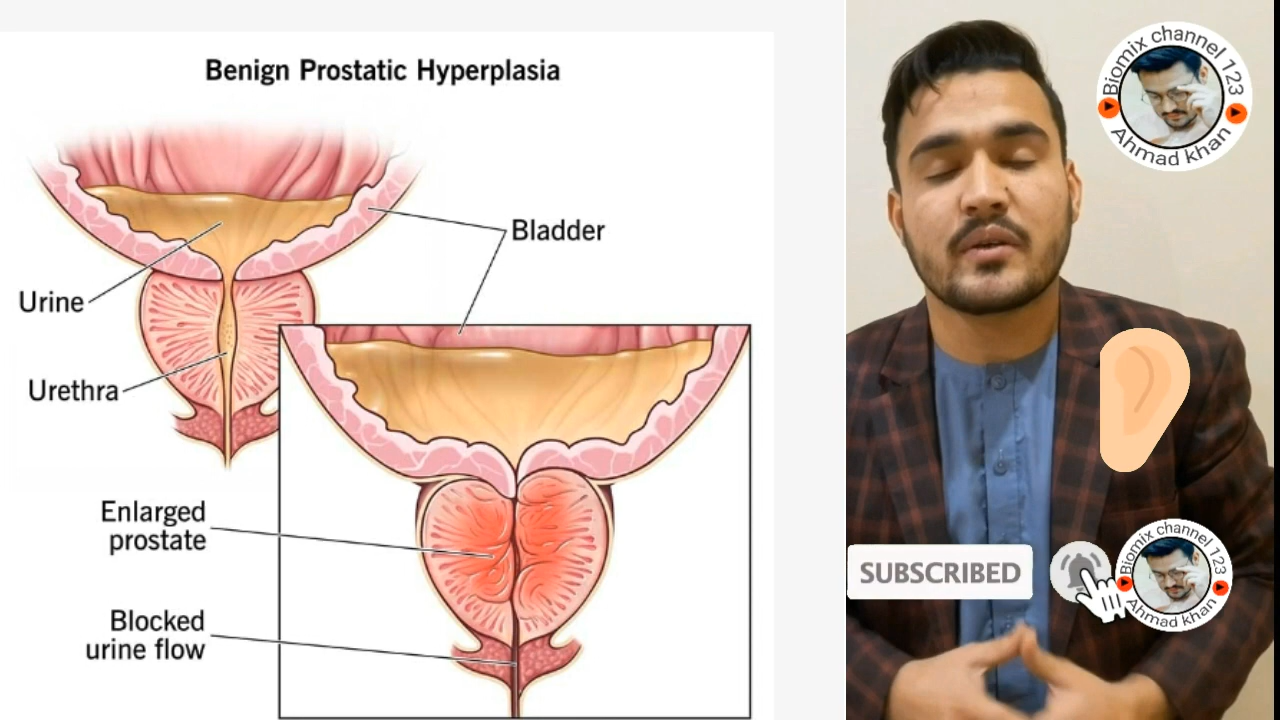 Benign Prostatic Hyperplasia
Bladder
Urine
Urethra
Enlarged
prostate
Blocked
urine flow
Biomix channel 123
Ahmad khan
SUBSCRIBED
Biomix channel 123
Ahmad khan